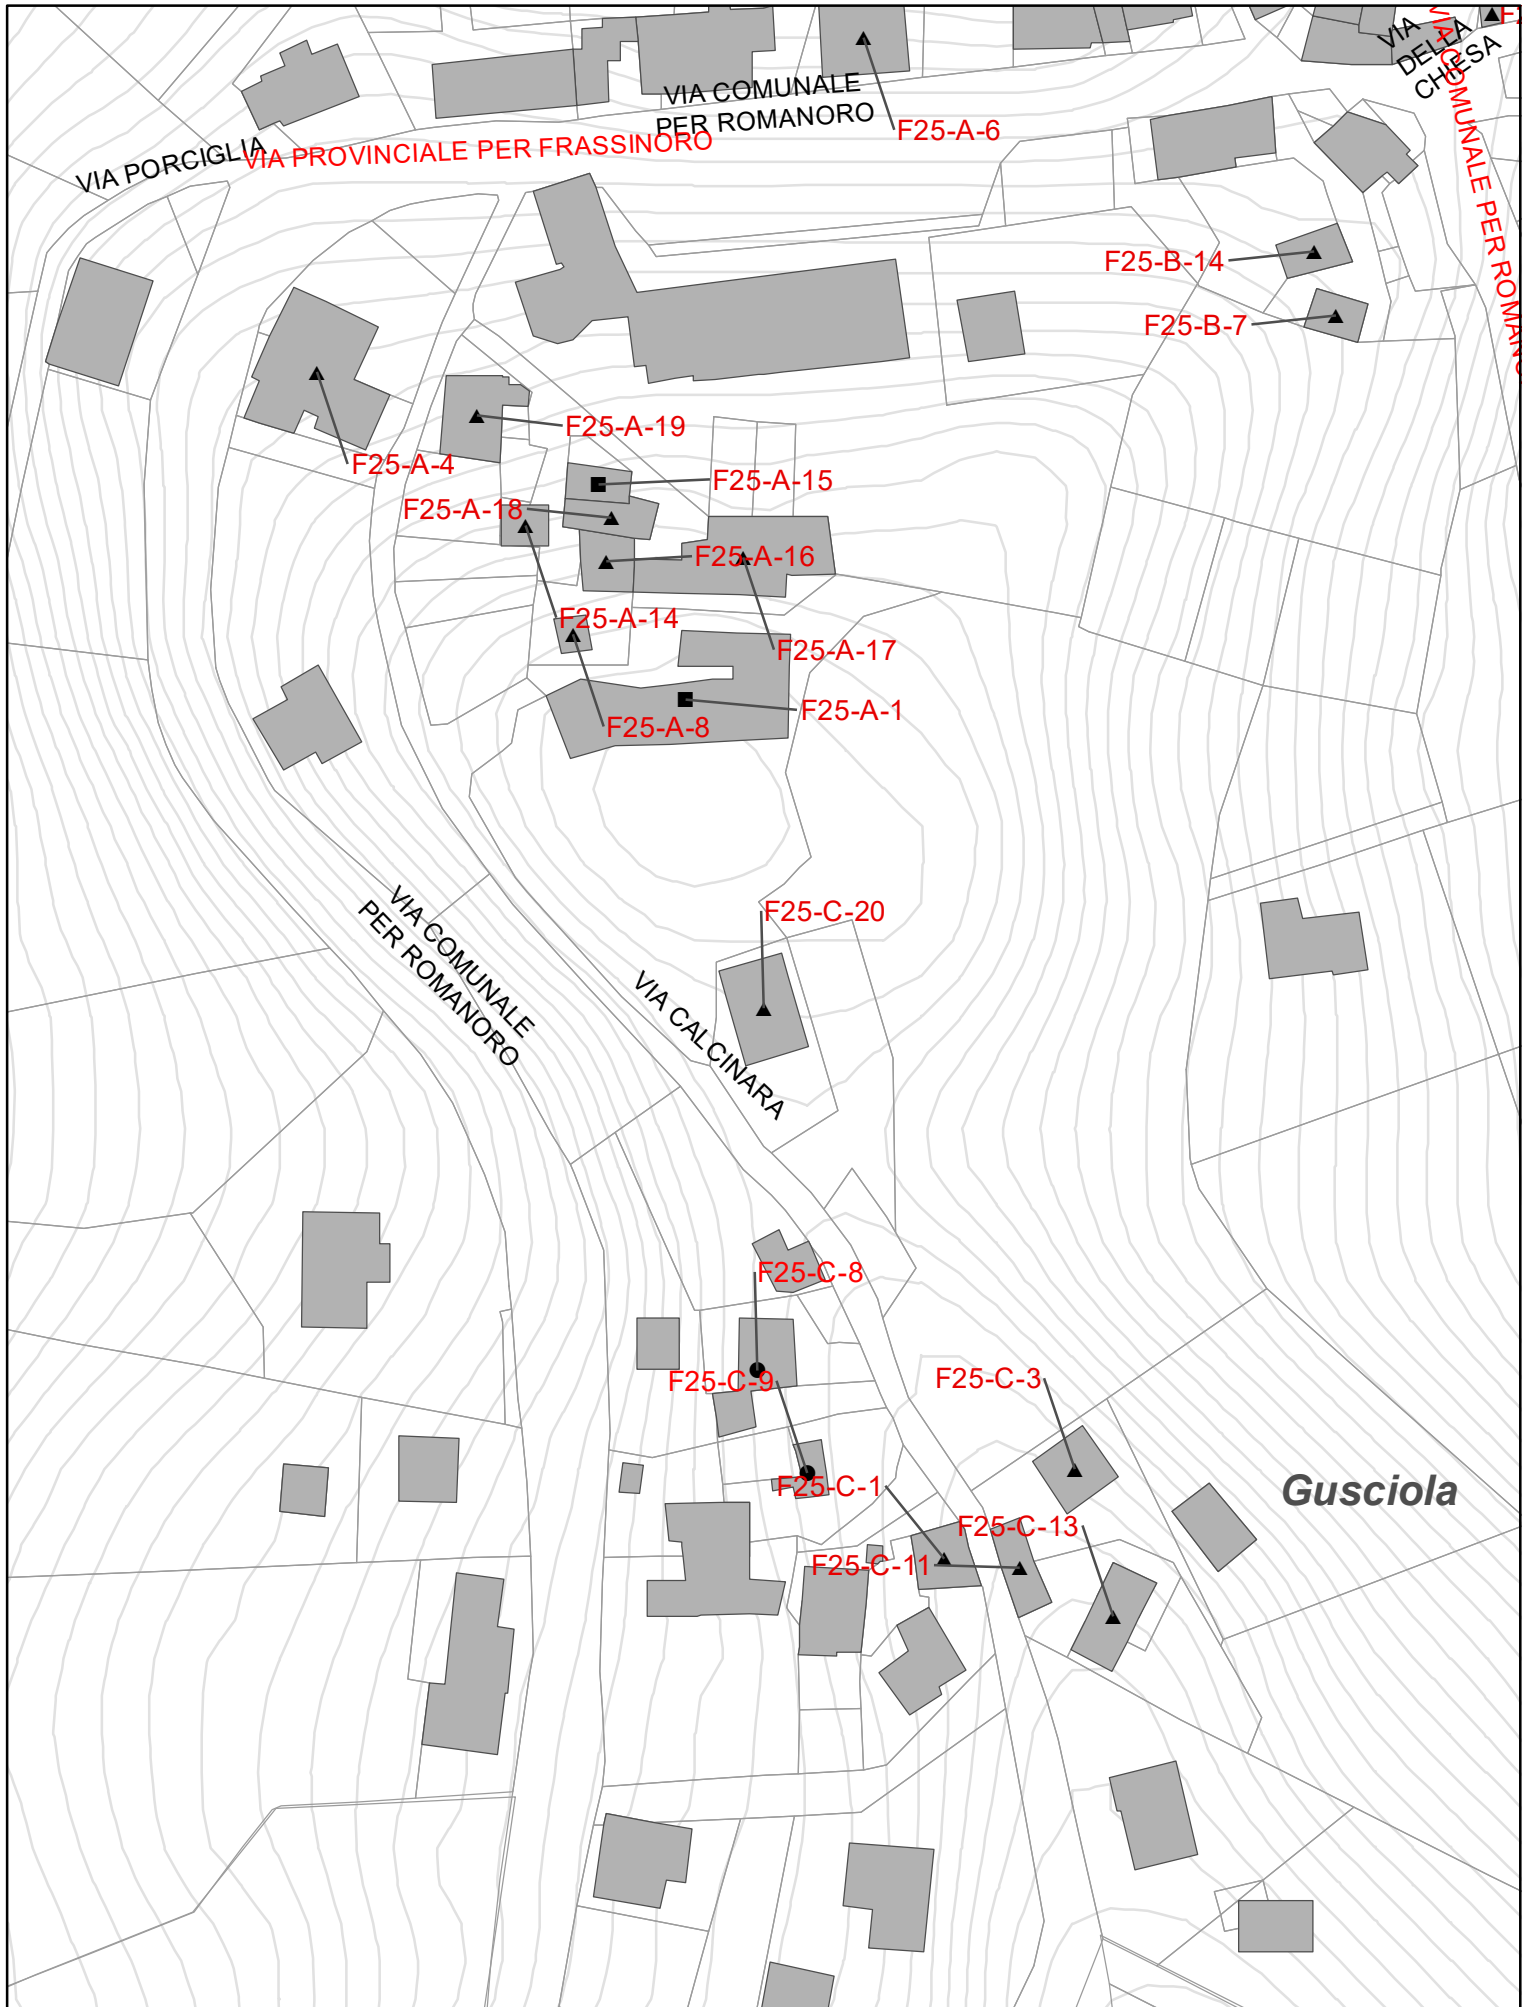 VIA
DELLA
CHIESA
VIA COMUNALE PER ROMANO
VIA COMUNALE
PER ROMANORO
F25-A-6
VIA PORCIGLIA
VIA PROVINCIALE PER FRASSINORO
F25-B-14
F25-B-7
F25-A-19
F25-A-4
F25-A-15
F25-A-18
F25-A-16
F25-A-14
F25-A-17
F25-A-1
F25-A-8
F25-C-20
VIA COMUNALE
PER ROMANORO
VIA CALCINARA
F25-C-8
F25-C-9
F25-C-3
F25-C-1
Gusciola
F25-C-13
F25-C-11